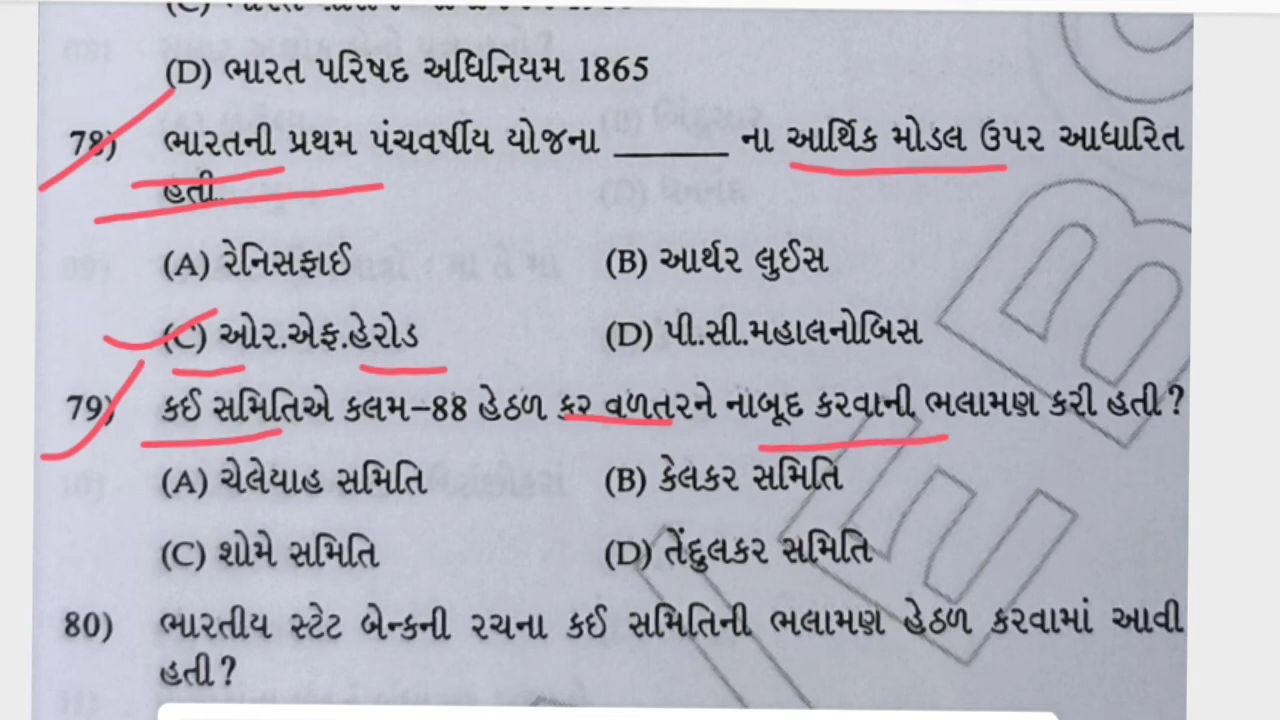 (D) ભારત પરિષદ અધિનિયમ 1865
78) ભારતની પ્રથમ પંચવર્ષીય યોજના ______ ના આર્થિક મોડલ ઉપર આધારિત
હતી.
(A) રેનિસફાઈ (B) આર્થર લુઈસ
(C) ઓર.એફ.હેરોડ (D) પી.સી.મહાલનોબિસ
79) કઈ સમિતિએ કલમ-88 હેઠળ કર વળતરને નાબૂદ કરવાની ભલામણ કરી હતી ?
(A) ચેલેયાહ સમિતિ (B) કેલકર સમિતિ
(C) શોમે સમિતિ (D) તેંદુલકર સમિતિ
80) ભારતીય સ્ટેટ બેન્કની રચના કઈ સમિતિની ભલામણ હેઠળ કરવામાં આવી
હતી ?